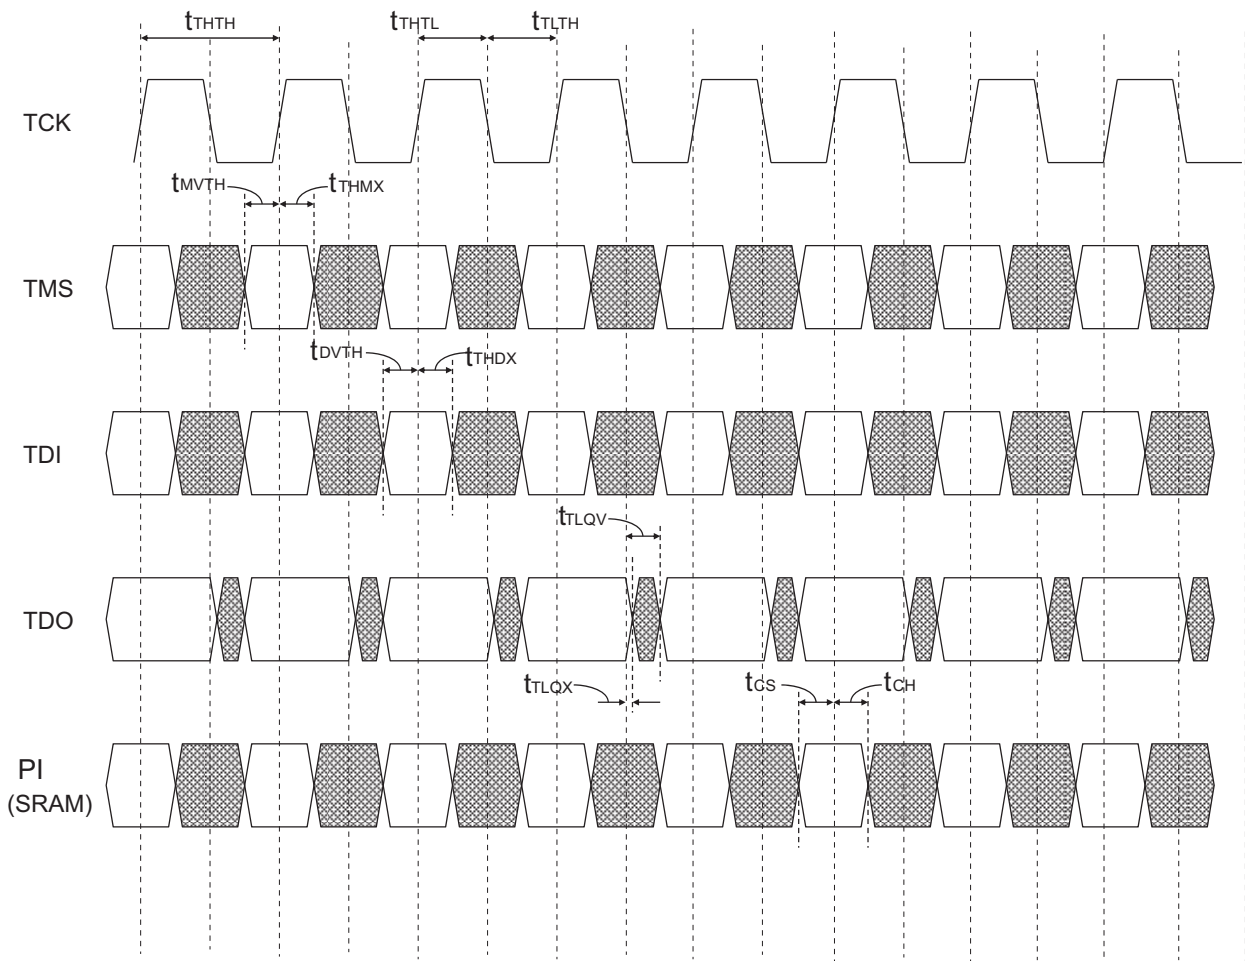 tTHTH
tTHTL
tTLTH
TCK
tMVTH
tTHMX
TMS
tDVTH
tTHDX
TDI
tTLQV
TDO
tTLQX
tCS
tCH
PI
(SRAM)